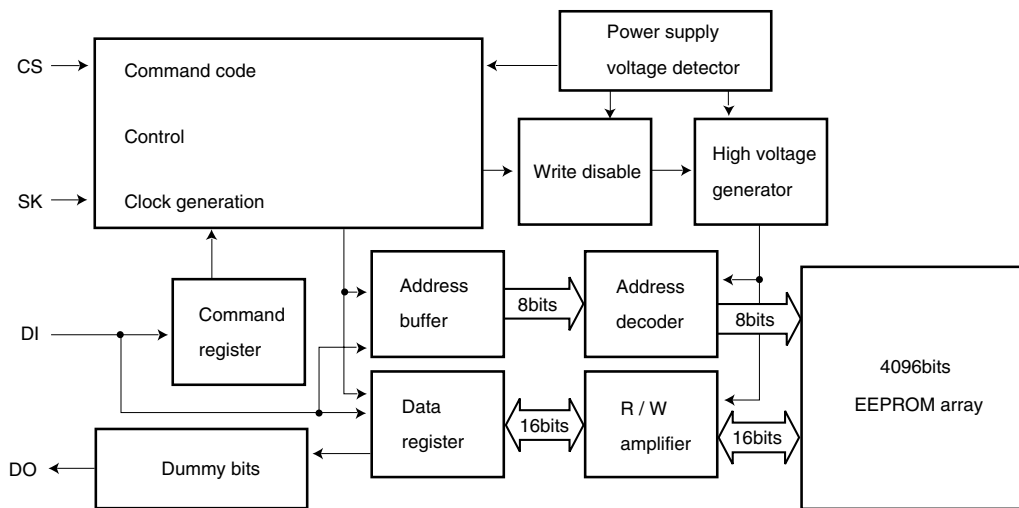 Power supply
voltage detector
CS
Command code
Control
Write disable
High voltage
generator
SK
Clock generation
Address
buffer
8bits
Address
decoder
8bits
DI
Command
register
4096bits
EEPROM array
Data
register
16bits
R / W
amplifier
16bits
DO
Dummy bits